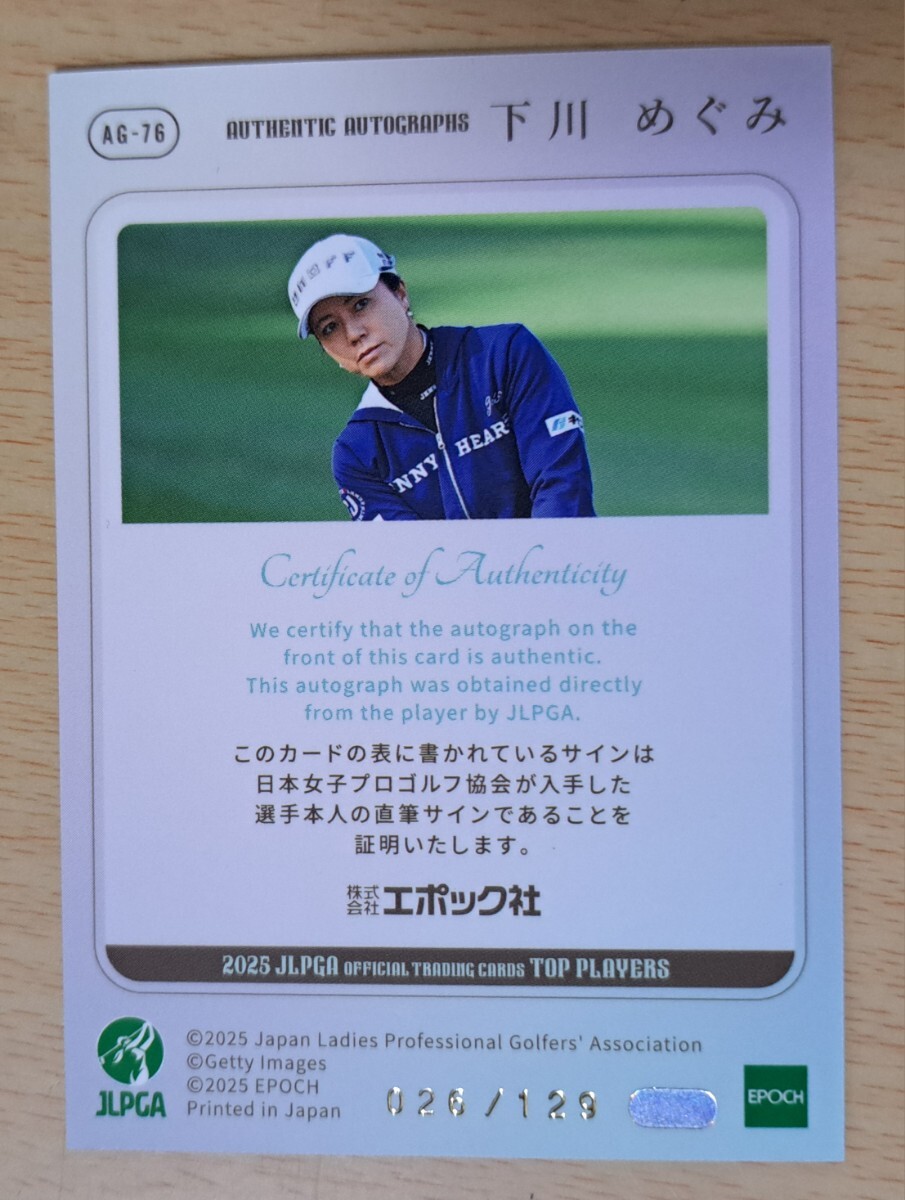 AG-76
AUTHENTIC AUTOGRAPHS 下川 めぐみ
NNY HEAR
Certificate of Authenticity
We certify that the autograph on the
front of this card is authentic.
This autograph was obtained directly
from the player by JLPGA.
このカードの表に書かれているサインは
日本女子プロゴルフ協会が入手した
選手本人の直筆サインであることを
証明いたします。
株式会社エポック社
2025 JLPGA OFFICIAL TRADING CARDS TOP PLAYERS
©2025 Japan Ladies Professional Golfers' Association
©Getty Images
©2025 EPOCH
Printed in Japan
026/129
JLPGA
EPOCH